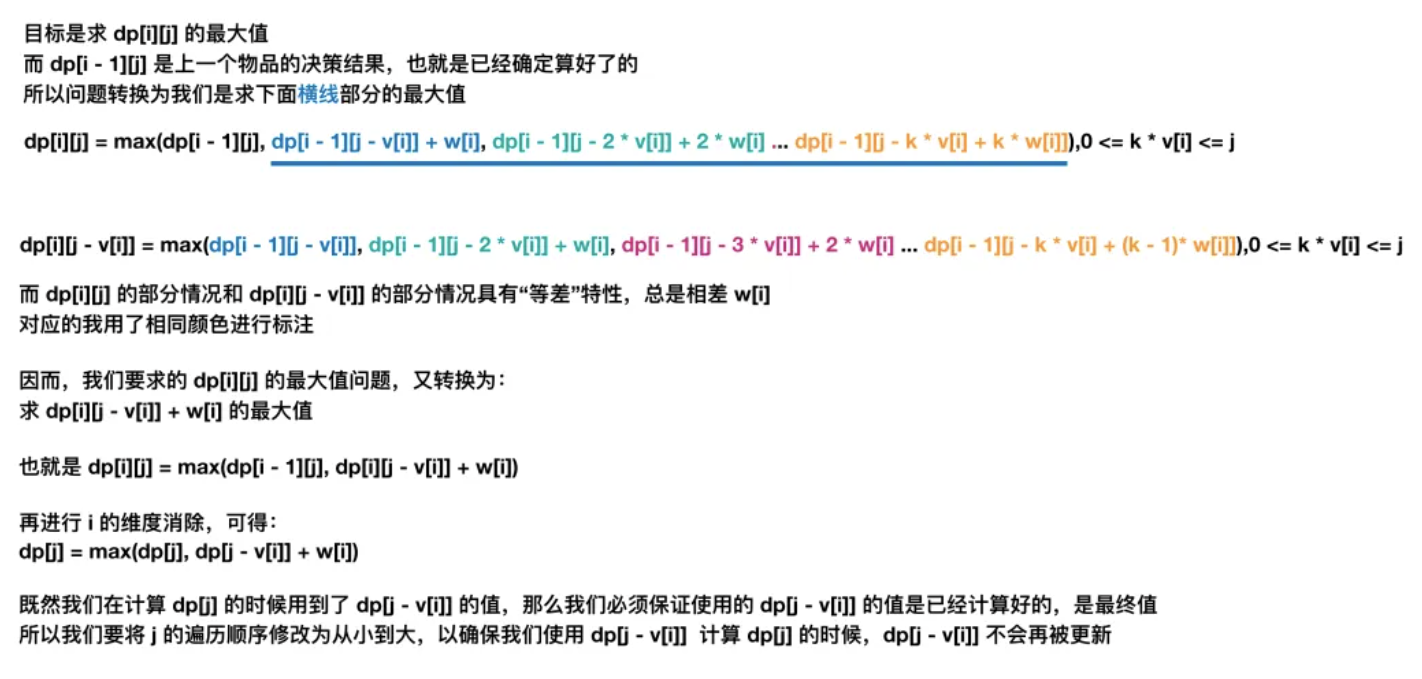 目标是求 dp[i][j] 的最大值
而 dp[i - 1][j] 是上一个物品的决策结果，也就是已经确定算好了的
所以问题转换为我们是求下面横线部分的最大值
dp[i][j] = max(dp[i - 1][j], dp[i - 1][j - v[i]] + w[i], dp[i - 1][j - 2 * v[i]] + 2 * w[i] ... dp[i - 1][j - k * v[i] + k * w[i]]),0 <= k * v[i] <= j
dp[i][j - v[i]] = max(dp[i - 1][j - v[i]], dp[i - 1][j - 2 * v[i]] + w[i], dp[i - 1][j - 3 * v[i]] + 2 * w[i] ... dp[i - 1][j - k * v[i] + (k - 1)* w[i]]),0 <= k * v[i] <= j
而 dp[i][j] 的部分情况和 dp[i][j - v[i]] 的部分情况具有“等差”特性，总是相差 w[i]
对应的我用了相同颜色进行标注
因而，我们要求的 dp[i][j] 的最大值问题，又转换为：
求 dp[i][j - v[i]] + w[i] 的最大值
也就是 dp[i][j] = max(dp[i - 1][j], dp[i][j - v[i]] + w[i])
再进行 i 的维度消除，可得：
dp[j] = max(dp[j], dp[j - v[i]] + w[i])
既然我们在计算 dp[j] 的时候用到了 dp[j - v[i]] 的值，那么我们必须保证使用的 dp[j - v[i]] 的值是已经计算好的，是最终值
所以我们要将 j 的遍历顺序修改为从小到大，以确保我们使用 dp[j - v[i]] 计算 dp[j] 的时候，dp[j - v[i]] 不会再被更新